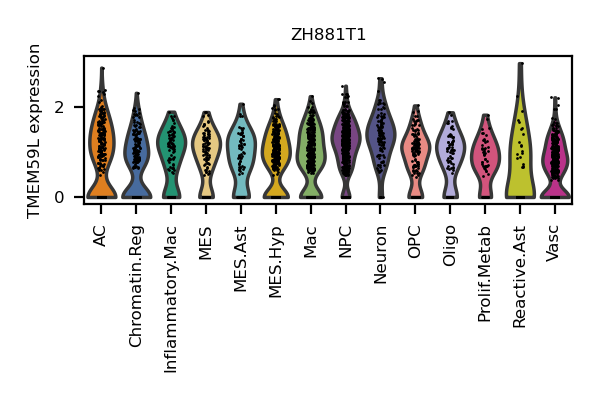 ZH881T1
TMEM59L expression
2
0
AC
Chromatin.Reg
Inflammatory.Mac
MES
MES.Ast
MES.Hyp
Mac
NPC
Neuron
OPC
Oligo
Prolif.Metab
Reactive.Ast
Vasc